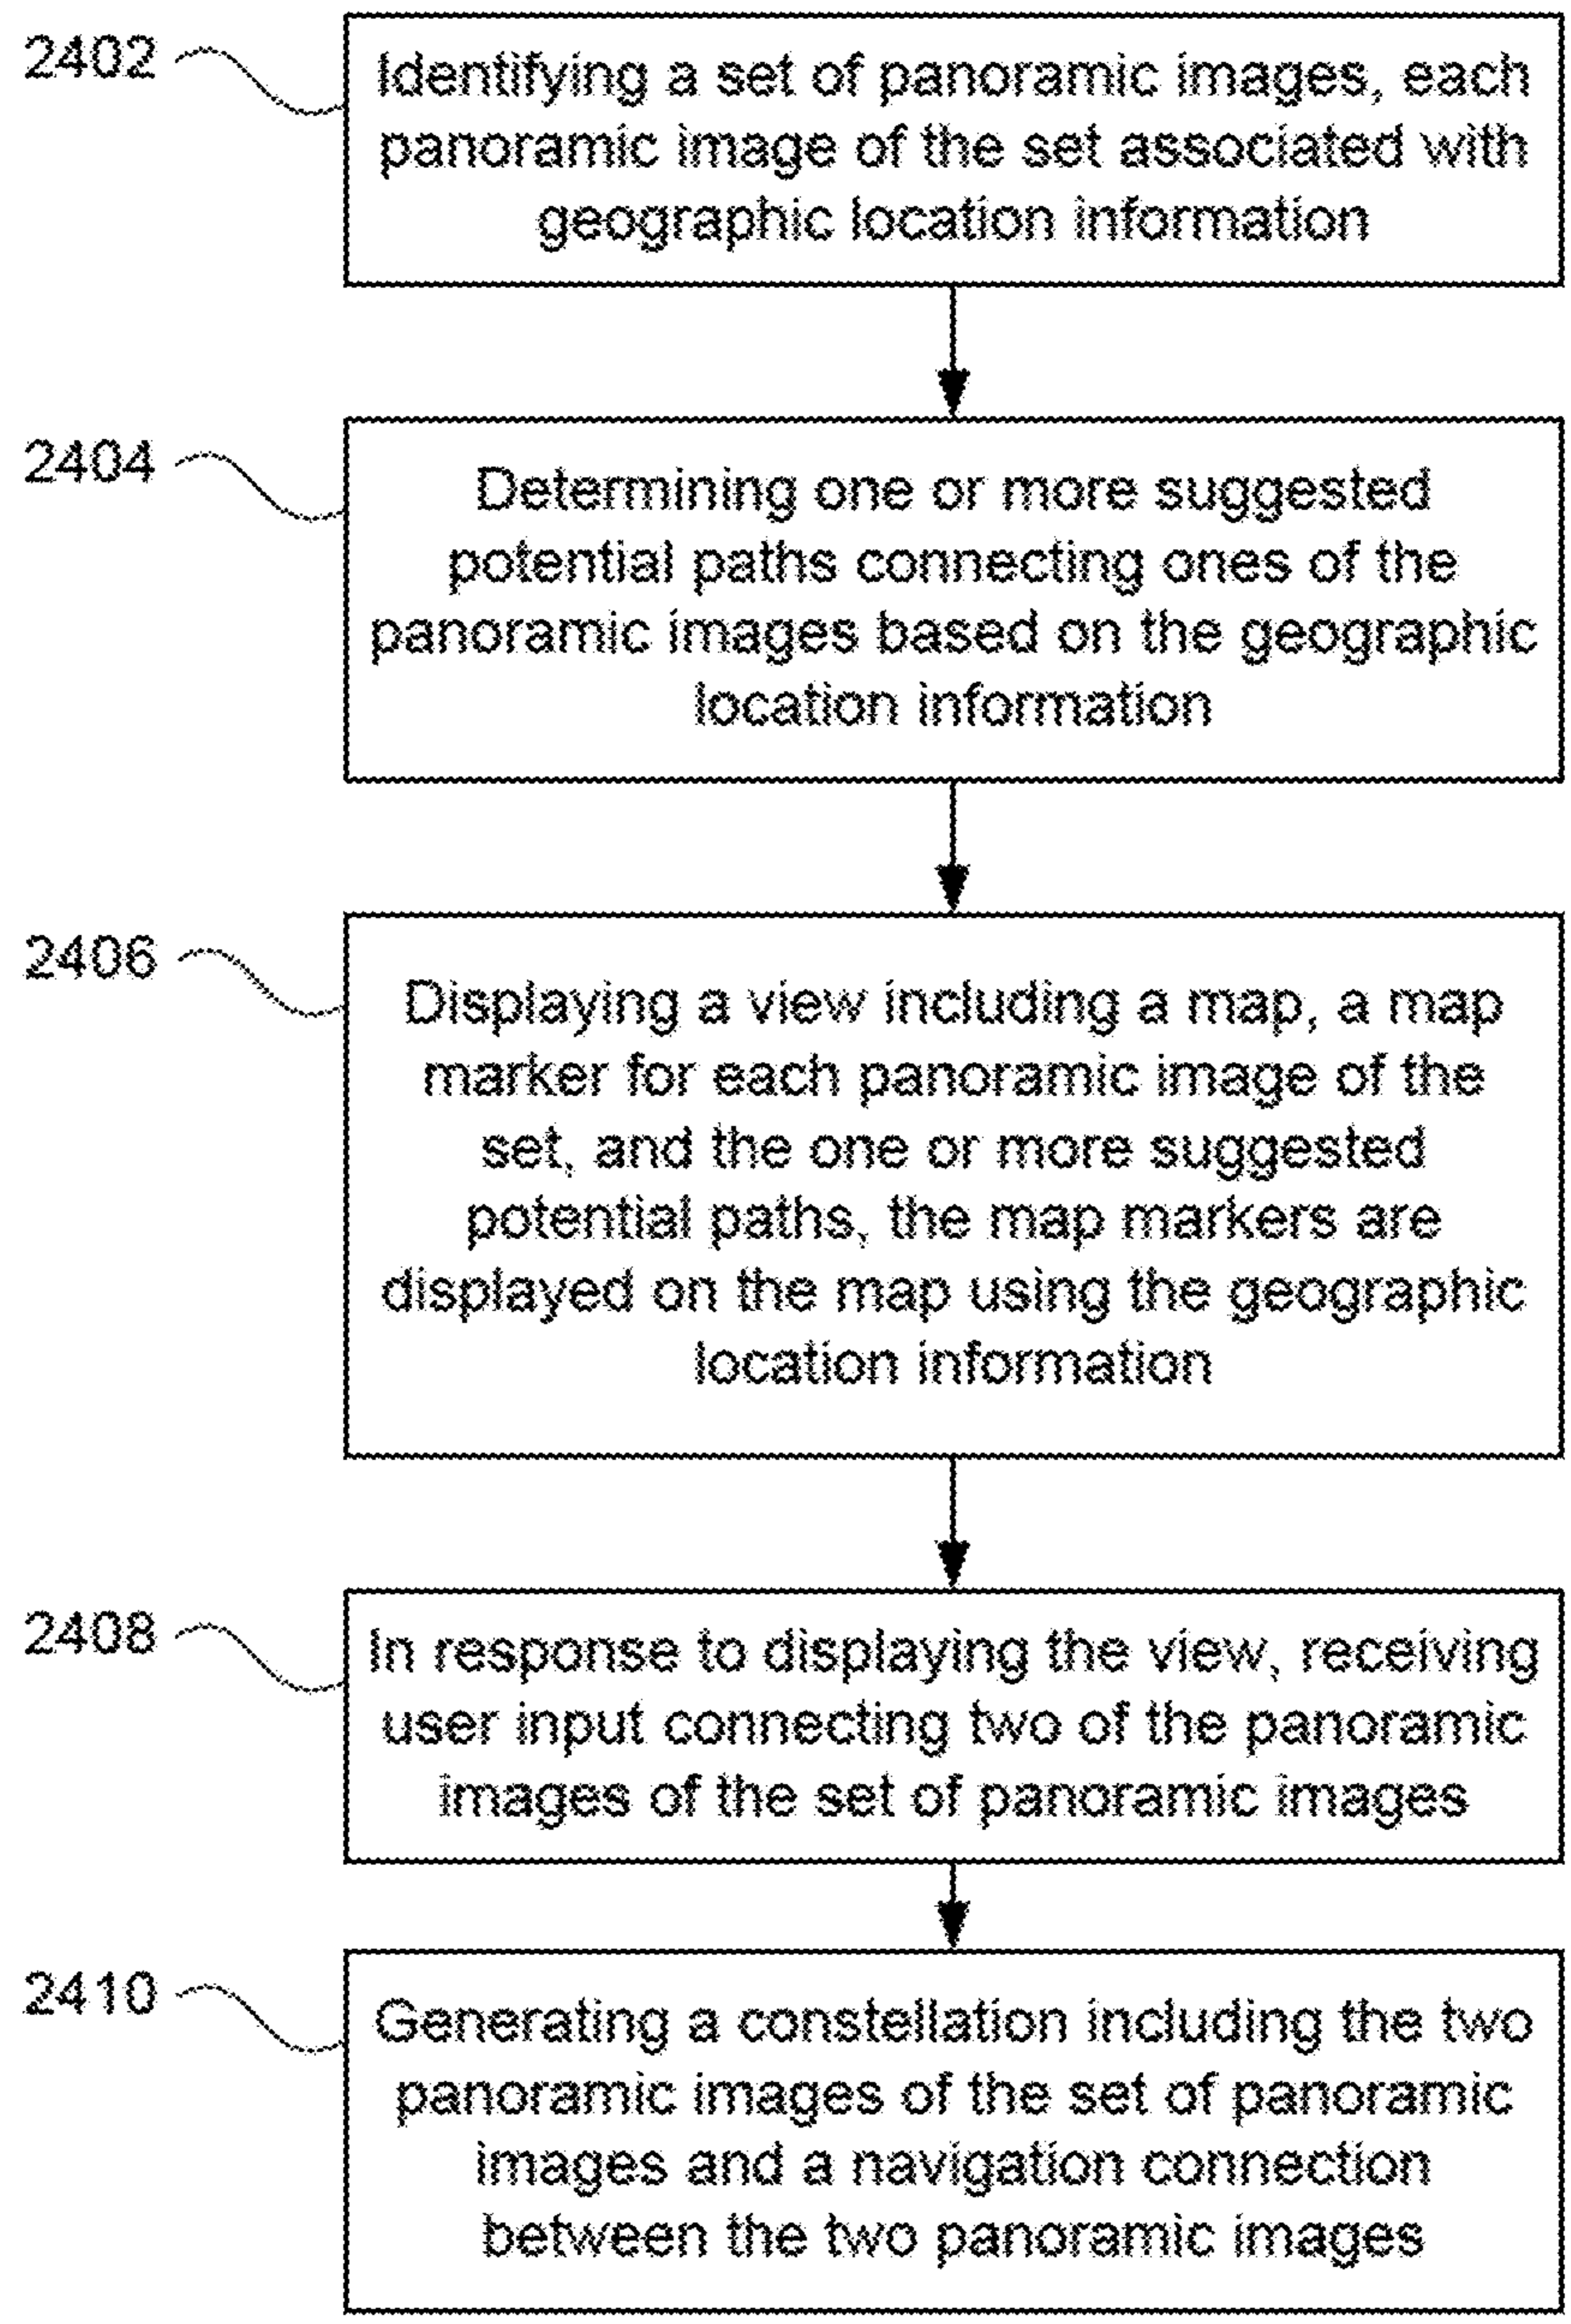 2402
Identifying a set of panoramic images, each
panoramic image of the set associated with
geographic location information
2404
Determining one or more suggested
potential paths connecting ones of the
panoramic images based on the geographic
location information
2406
Displaying a view including a map, a map
marker for each panoramic image of the
set, and the one or more suggested
potential paths, the map markers are
displayed on the map using the geographic
location information
2408
In response to displaying the view, receiving
user input connecting two of the panoramic
images of the set of panoramic images
2410
Generating a constellation including the two
panoramic images of the set of panoramic
images and a navigation connection
between the two panoramic images